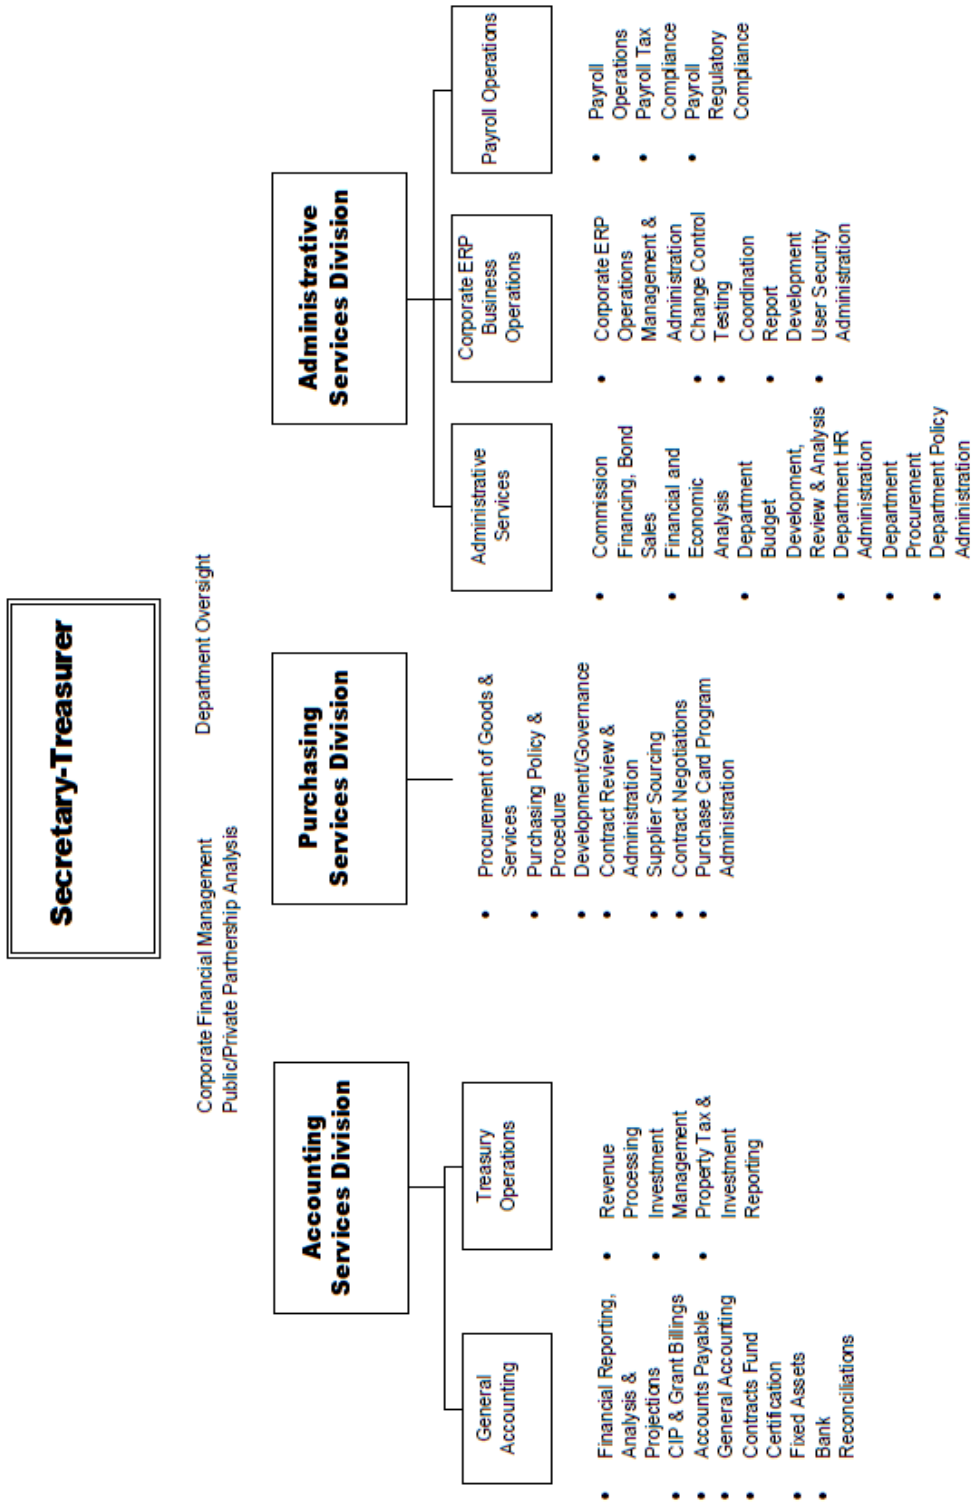 Secretary-Treasurer
Corporate Financial Management
Public/Private Partnership Analysis
Department Oversight
Accounting
Services Division
General
Accounting
• Financial Reporting,
Analysis &
Projections
• CIP & Grant Billings
• Accounts Payable
• General Accounting
• Contracts Fund
Certification
• Fixed Assets
• Bank
Reconciliations
Treasury
Operations
• Revenue
Processing
• Investment
Management
• Property Tax &
Investment
Reporting
Purchasing
Services Division
• Procurement of Goods &
Services
• Purchasing Policy &
Procedure
• Development/Governance
• Contract Review &
Administration
• Supplier Sourcing
• Contract Negotiations
• Purchase Card Program
Administration
Administrative
Services Division
Administrative
Services
• Commission
Financing, Bond
Sales
• Financial and
Economic
Analysis
• Department
Budget
Development,
Review & Analysis
• Department HR
Administration
• Department
Procurement
• Department Policy
Administration
Corporate ERP
Business
Operations
• Corporate ERP
Operations
Management &
Administration
• Change Control
• Testing
Coordination
• Report
Development
• User Security
Administration
Payroll Operations
• Payroll
Operations
• Payroll Tax
Compliance
• Payroll
Regulatory
Compliance